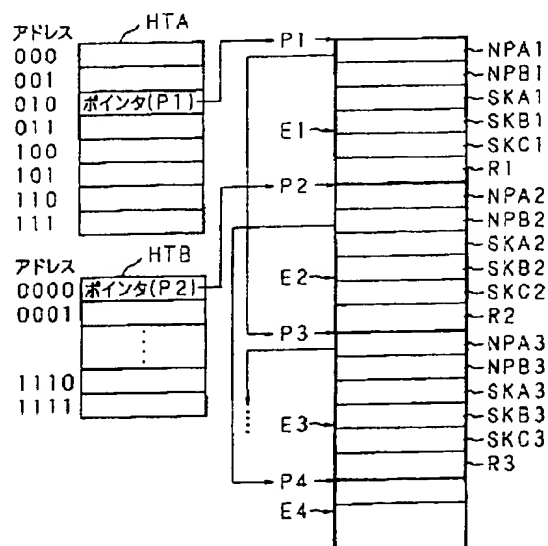 アドレス
HTA
000
001
010 ポインタ(P1)
011
100
101
110
111
アドレス
HTB
0000 ポインタ(P2)
0001
1110
1111
P1
E1
P2
E2
P3
E3
P4
E4
NPA1
NPB1
SKA1
SKB1
SKC1
R1
NPA2
NPB2
SKA2
SKB2
SKC2
R2
NPA3
NPB3
SKA3
SKB3
SKC3
R3